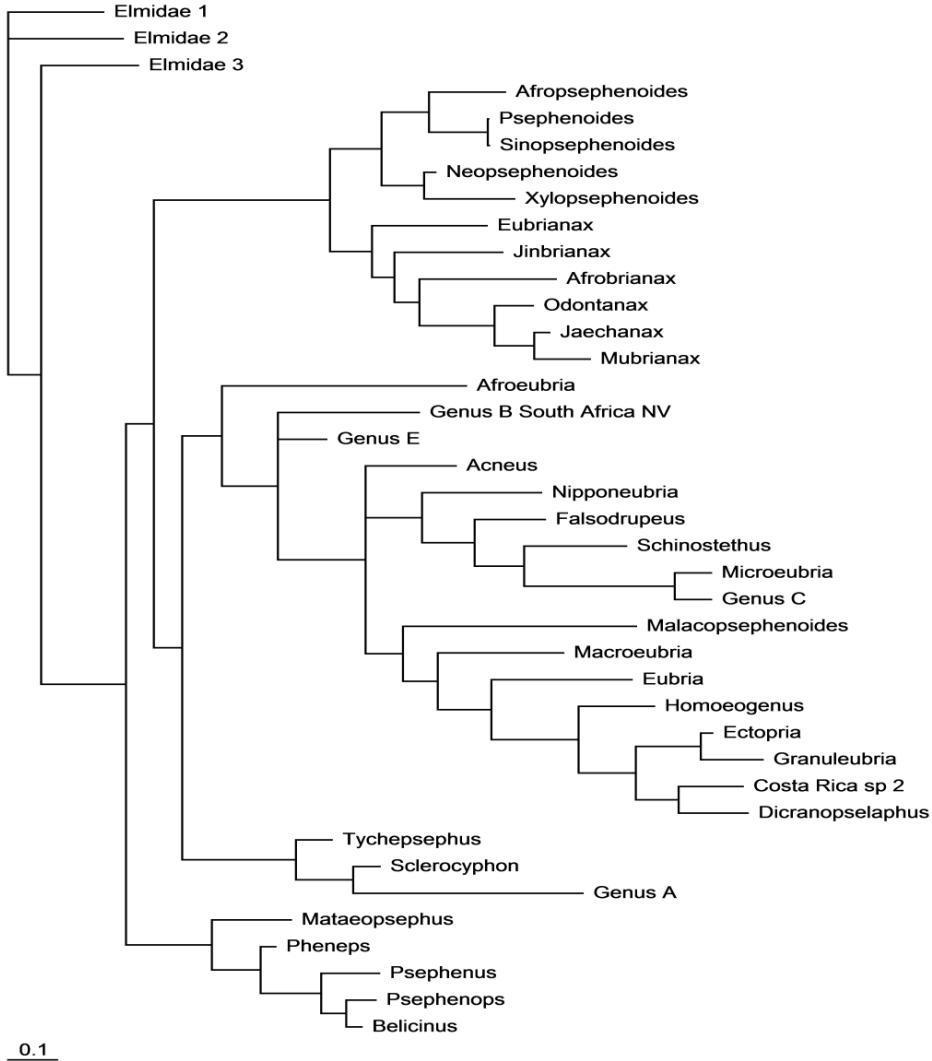 Elmidae 1
Elmidae 2
Elmidae 3
Afropsephenoides
Psephenoides
Sinopsephenoides
Neopsephenoides
Xylopsephenoides
Eubrianax
Jinbrianax
Afrobrianax
Odontanax
Jaechanax
Mubrianax
Afroeubria
Genus B South Africa NV
Genus E
Acneus
Nipponeubria
Falsodrupeus
Schinostethus
Microeubria
Genus C
Malacopsephenoides
Macroeubria
Eubria
Homoeogenus
Ectopria
Granuleubria
Costa Rica sp 2
Dicranopselaphus
Tychepsephus
Sclerocyphon
Genus A
Mataeopsephus
Pheneps
Psephenus
Psephenops
Belicinus
0.1